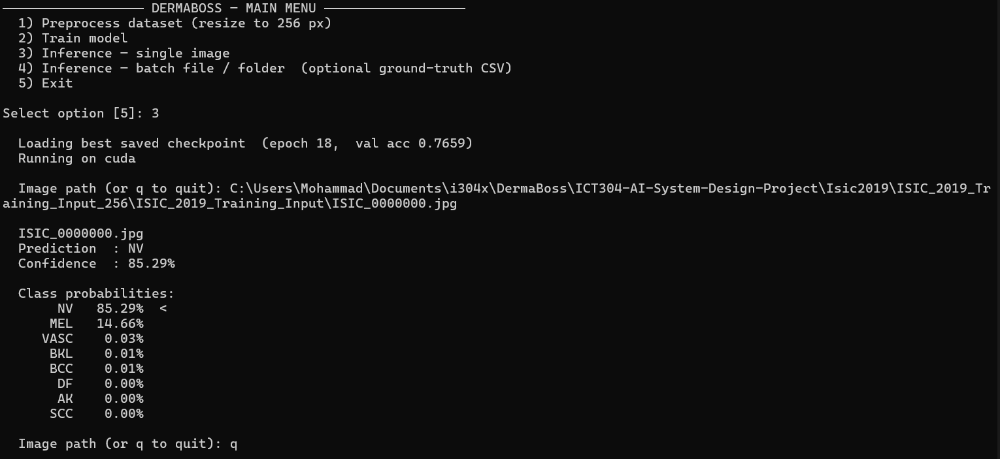 DERMABOSS — MAIN MENU
1) Preprocess dataset (resize to 256 px)
2) Train model
3) Inference — single image
4) Inference — batch file / folder  (optional ground-truth CSV)
5) Exit
Select option [5]: 3
Loading best saved checkpoint  (epoch 18,  val acc 0.7659)
Running on cuda
Image path (or q to quit): C:\Users\Mohammad\Documents\i304x\DermaBoss\ICT304-AI-System-Design-Project\Isic2019\ISIC_2019_Tr
aining_Input_256\ISIC_2019_Training_Input\ISIC_0000000.jpg
ISIC_0000000.jpg
Prediction  : NV
Confidence  : 85.29%
Class probabilities:
NV   85.29%  <
MEL   14.66%
VASC    0.03%
BKL    0.01%
BCC    0.01%
DF    0.00%
AK    0.00%
SCC    0.00%
Image path (or q to quit): q